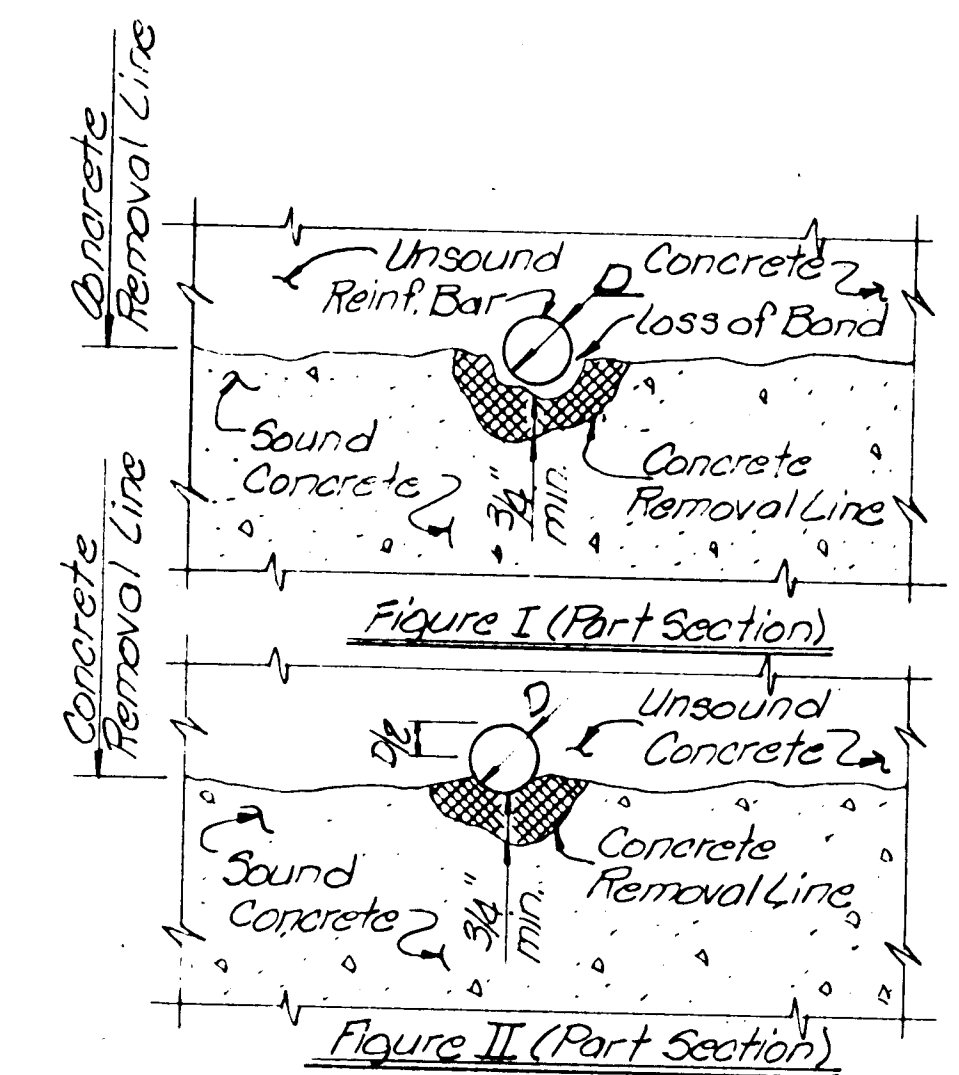 Concrete
Removal Line
Unsound
Concrete
Reinf. Bar
D
Loss of Bond
Sound
Concrete
3/4"
min.
Concrete
Removal Line
Figure I (Part Section)
Concrete
Removal Line
D
D/2
Unsound
Concrete
Sound
Concrete
3/4"
min.
Concrete
Removal Line
Figure II (Part Section)